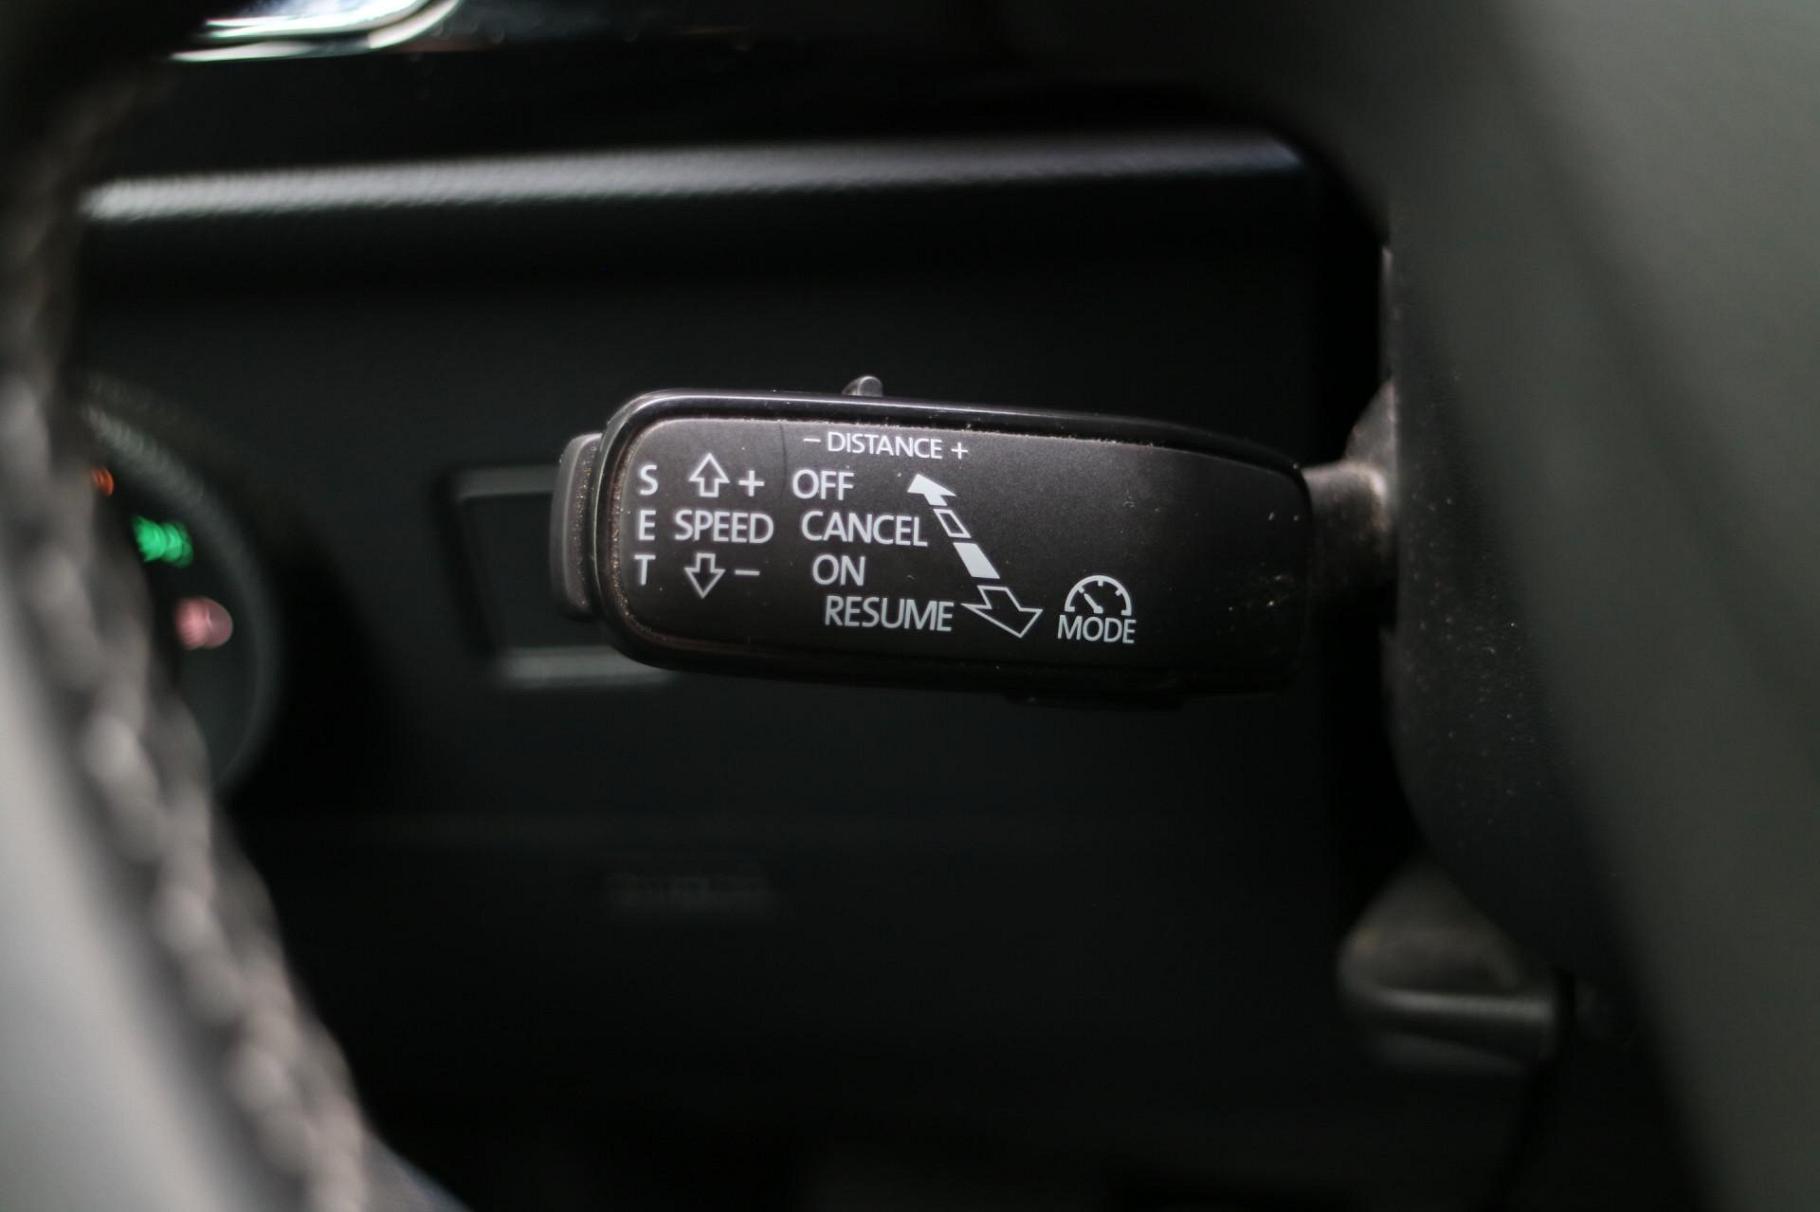 - DISTANCE +
S + OFF
E SPEED CANCEL
T - ON
RESUME
MODE